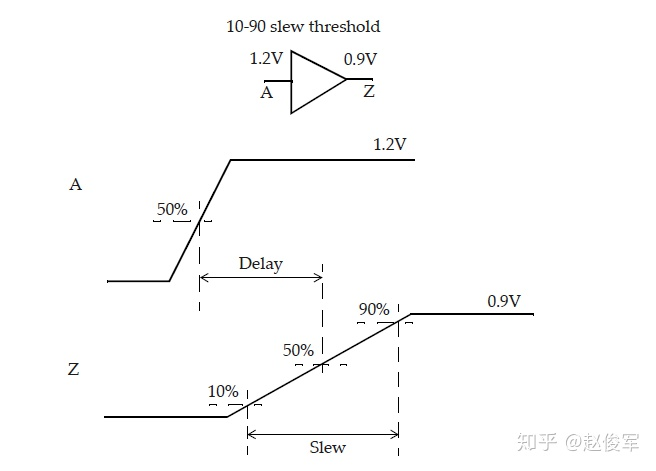 10-90 slew threshold
1.2V
0.9V
A
Z
1.2V
A
50%
Delay
90%
0.9V
50%
Z
10%
Slew
知乎 @赵俊军